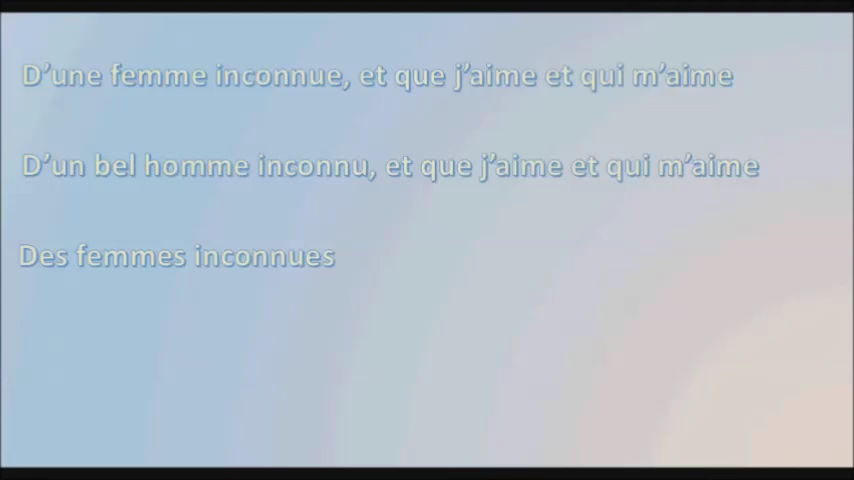 D’une femme inconnue, et que j’aime et qui m’aime
D’un bel homme inconnu, et que j’aime et qui m’aime
Des femmes inconnues